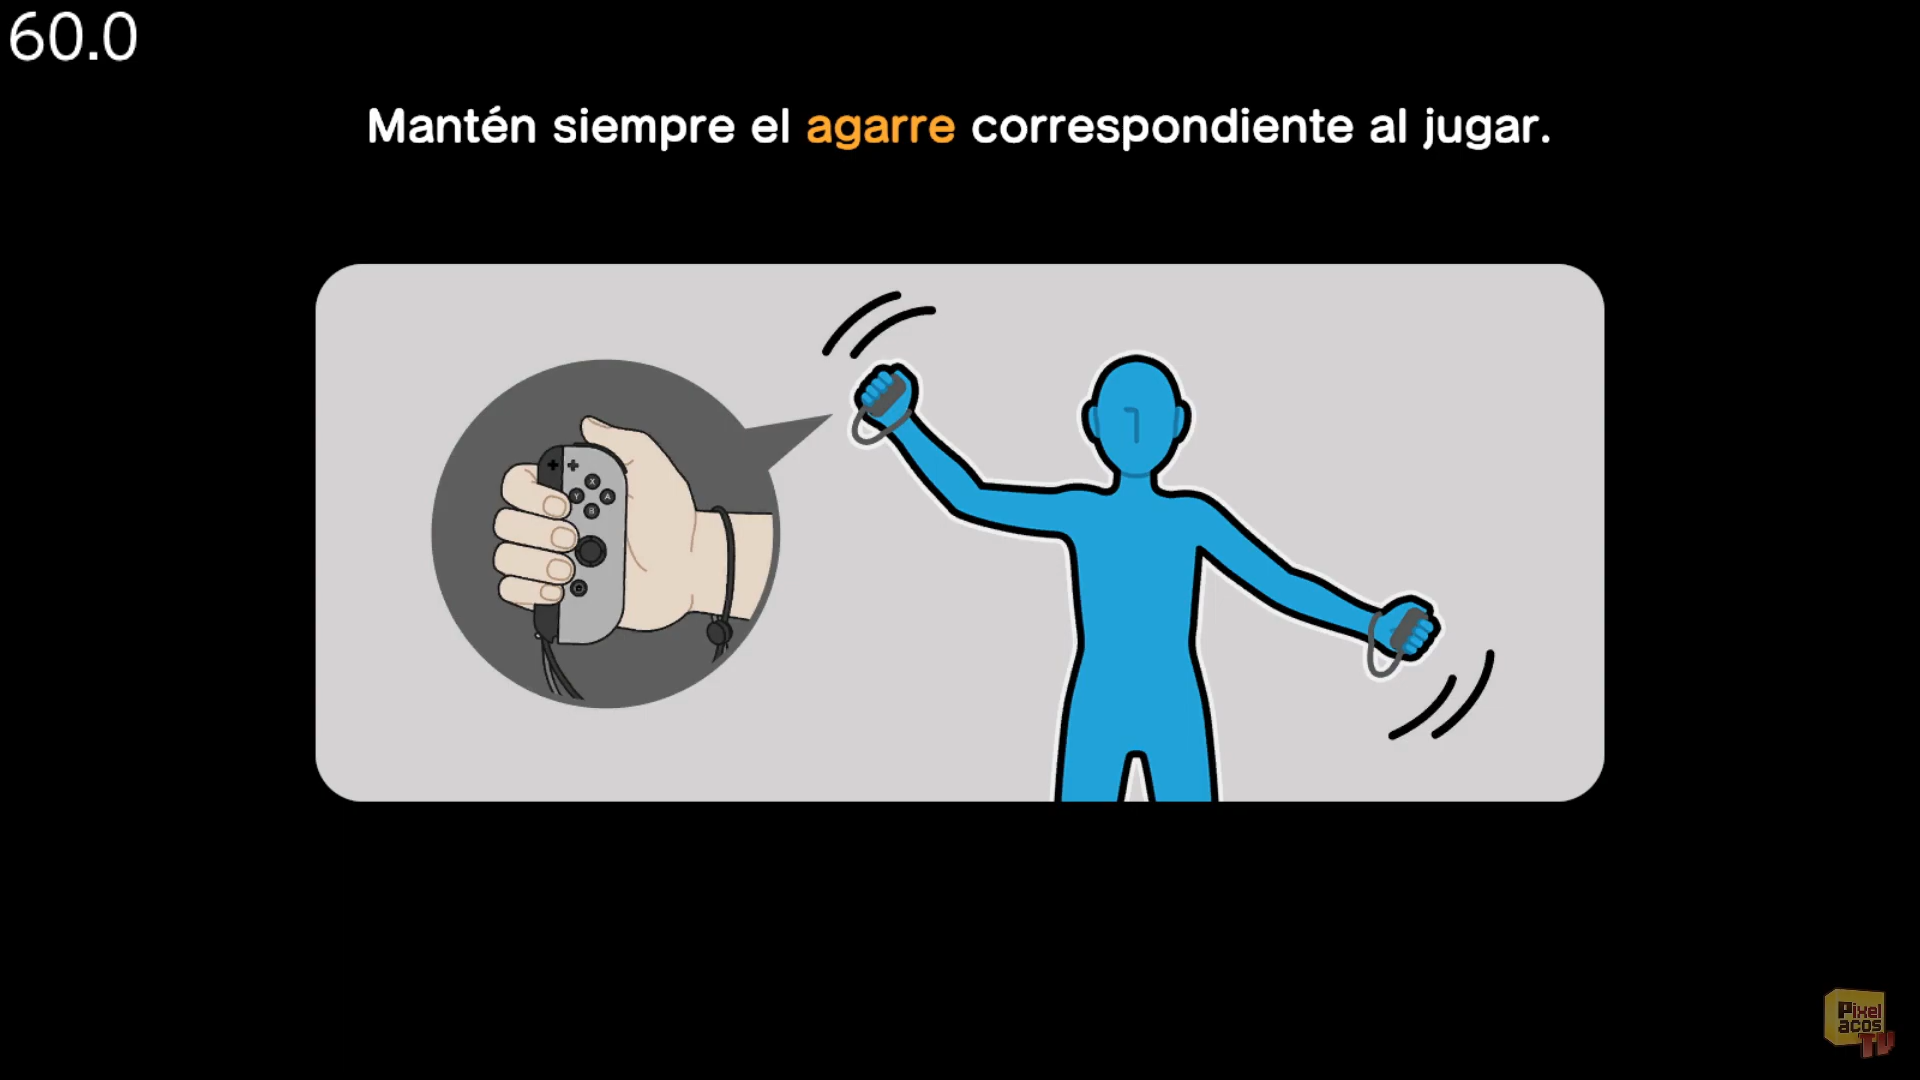 60.0
Mantén siempre el agarre correspondiente al jugar.
X
Y A
B
Pixel
acos
TV